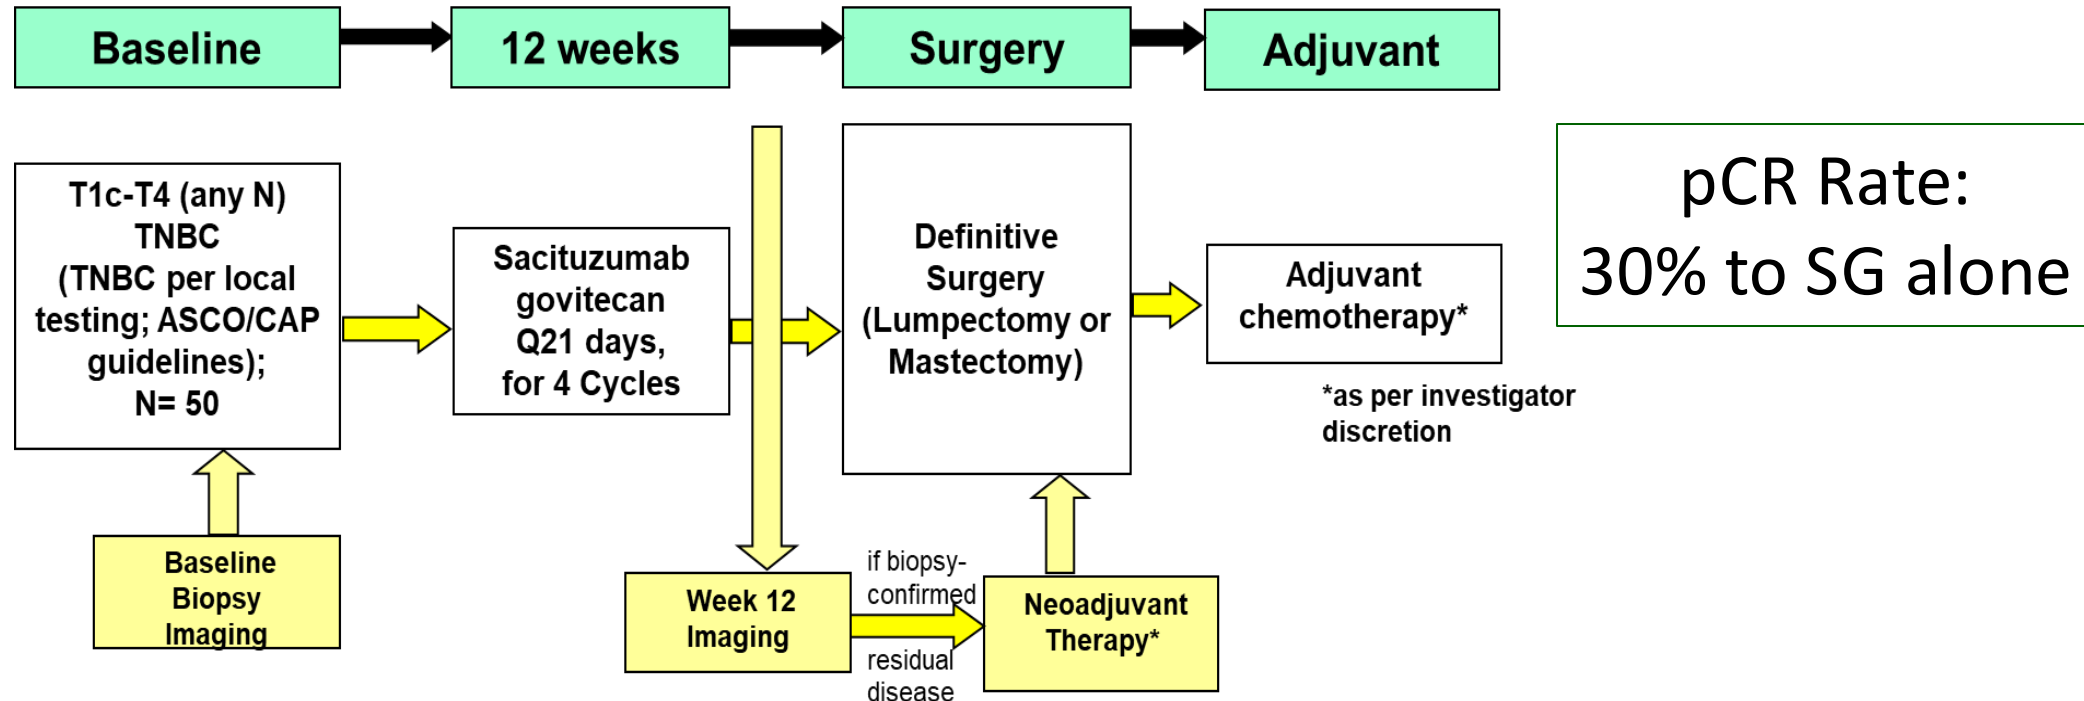 Baseline
12 weeks
Surgery
Adjuvant
T1c-T4 (any N)
TNBC
(TNBC per local
testing; ASCO/CAP
guidelines);
N= 50
Sacituzumab
govitecan
Q21 days,
for 4 Cycles
Definitive
Surgery
(Lumpectomy or
Mastectomy)
Adjuvant
chemotherapy*
*as per investigator
discretion
pCR Rate:
30% to SG alone
Baseline
Biopsy
Imaging
Week 12
Imaging
if biopsy-
confirmed
residual
disease
Neoadjuvant
Therapy*